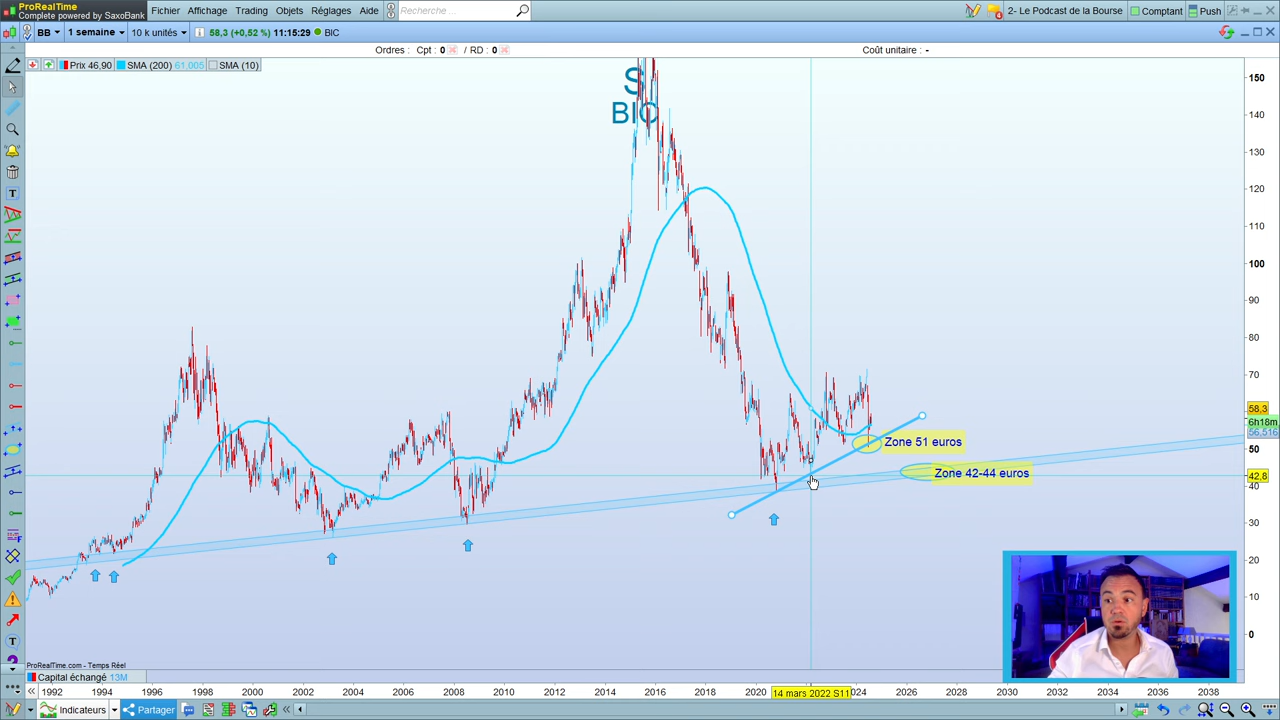 ProRealTime
Complete powered by SaxoBank
Fichier Affichage Trading Objets Réglages Aide Recherche
2- Le Podcast de la Bourse Comptant Push
BB 1 semaine 10 k unités 58,3 (+0,52 %) 11:15:29 BIC
Ordres : Cpt : 0 / RD : 0 Coût unitaire : -
Prix 46,90 SMA (200) 61,005 SMA (10)
S
BIC
150
140
130
120
110
100
90
80
70
58,3
6h18m
56,516
50
42,8
40
30
20
10
0
Zone 51 euros
Zone 42-44 euros
ProRealTime.com - Temps Réel
Capital échangé 13M
1992 1994 1996 1998 2000 2002 2004 2006 2008 2010 2012 2014 2016 2018 2020 14 mars 2022 S11 2024 2026 2028 2030 2032 2034 2036 2038
Indicateurs Partager